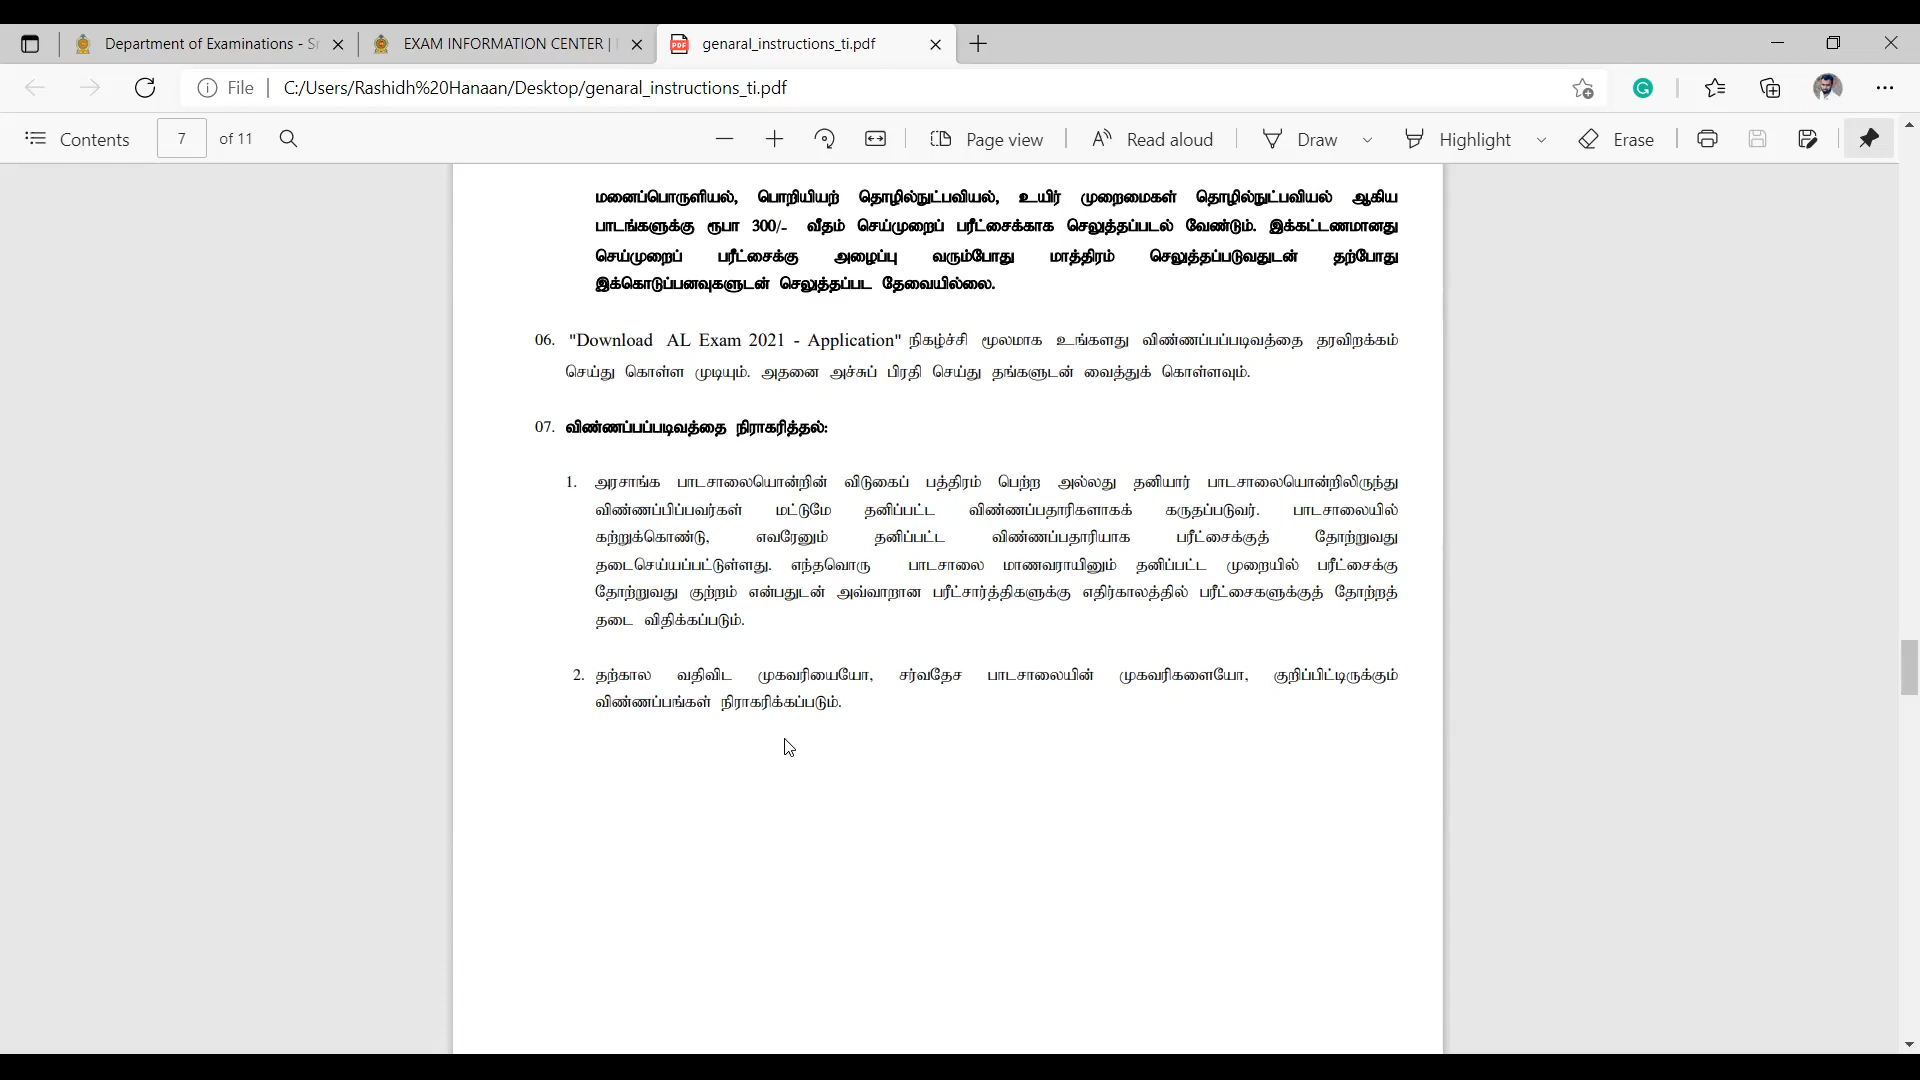 Department of Examinations - Sr
EXAM INFORMATION CENTER |
genaral_instructions_ti.pdf
File
C:/Users/Rashidh%20Hanaan/Desktop/genaral_instructions_ti.pdf
Contents 7 of 11 Page view Read aloud Draw Highlight Erase
மனைப்பொருளியல், பொறியியற் தொழில்நுட்பவியல், உயிர் முறைமைகள் தொழில்நுட்பவியல் ஆகிய
பாடங்களுக்கு ரூபா 300/- வீதம் செய்முறைப் பரீட்சைக்காக செலுத்தப்படல் வேண்டும். இக்கட்டணமானது
செய்முறைப் பரீட்சைக்கு அழைப்பு வரும்போது மாத்திரம் செலுத்தப்படுவதுடன் தற்போது
இக்கொடுப்பனவுகளுடன் செலுத்தப்பட தேவையில்லை.
06. "Download AL Exam 2021 - Application" நிகழ்ச்சி மூலமாக உங்களது விண்ணப்பப்படிவத்தை தரவிறக்கம்
செய்து கொள்ள முடியும். அதனை அச்சுப் பிரதி செய்து தங்களுடன் வைத்துக் கொள்ளவும்.
07. விண்ணப்பப்படிவத்தை நிராகரித்தல்:
1. அரசாங்க பாடசாலையொன்றின் விடுகைப் பத்திரம் பெற்ற அல்லது தனியார் பாடசாலையொன்றிலிருந்து
விண்ணப்பிப்பவர்கள் மட்டுமே தனிப்பட்ட விண்ணப்பதாரிகளாகக் கருதப்படுவர். பாடசாலையில்
கற்றுக்கொண்டு, எவரேனும் தனிப்பட்ட விண்ணப்பதாரியாக பரீட்சைக்குத் தோற்றுவது
தடைசெய்யப்பட்டுள்ளது. எந்தவொரு பாடசாலை மாணவராயினும் தனிப்பட்ட முறையில் பரீட்சைக்கு
தோற்றுவது குற்றம் என்பதுடன் அவ்வாறான பரீட்சார்த்திகளுக்கு எதிர்காலத்தில் பரீட்சைகளுக்குத் தோற்றத்
தடை விதிக்கப்படும்.
2. தற்கால வதிவிட முகவரியையோ, சர்வதேச பாடசாலையின் முகவரிகளையோ, குறிப்பிட்டிருக்கும்
விண்ணப்பங்கள் நிராகரிக்கப்படும்.